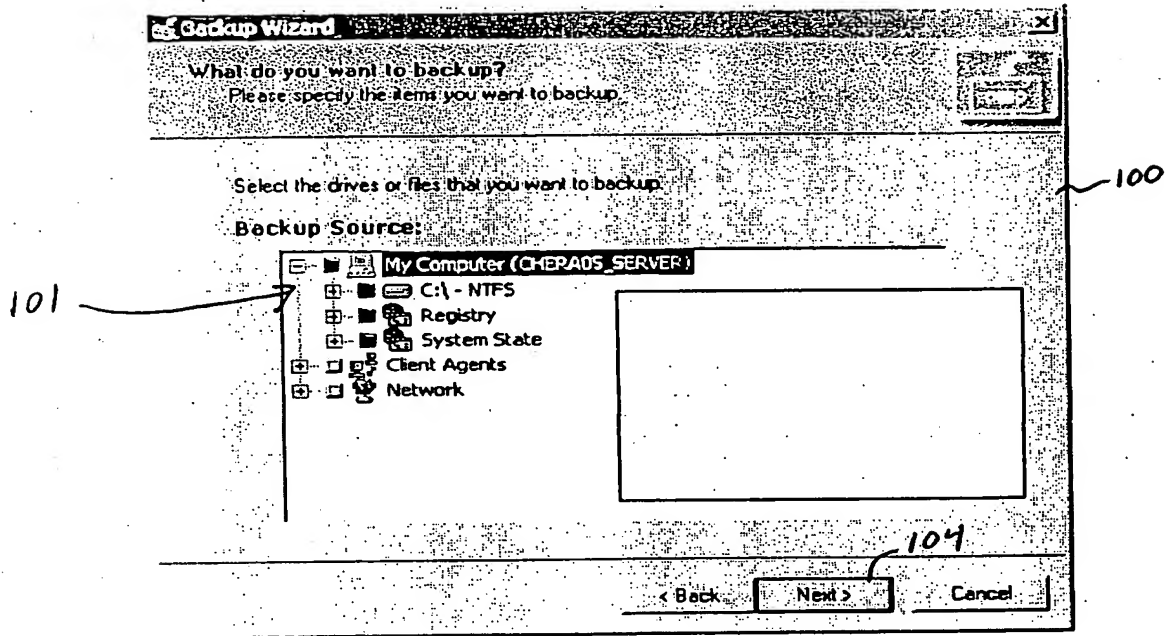 Backup Wizard
What do you want to backup?
Please specify the items you want to backup.
Select the drives or files that you want to backup.
100
Backup Source:
My Computer (CHERA05_SERVER)
101
C:\ - NTFS
Registry
System State
Client Agents
Network
104
< Back
Next >
Cancel